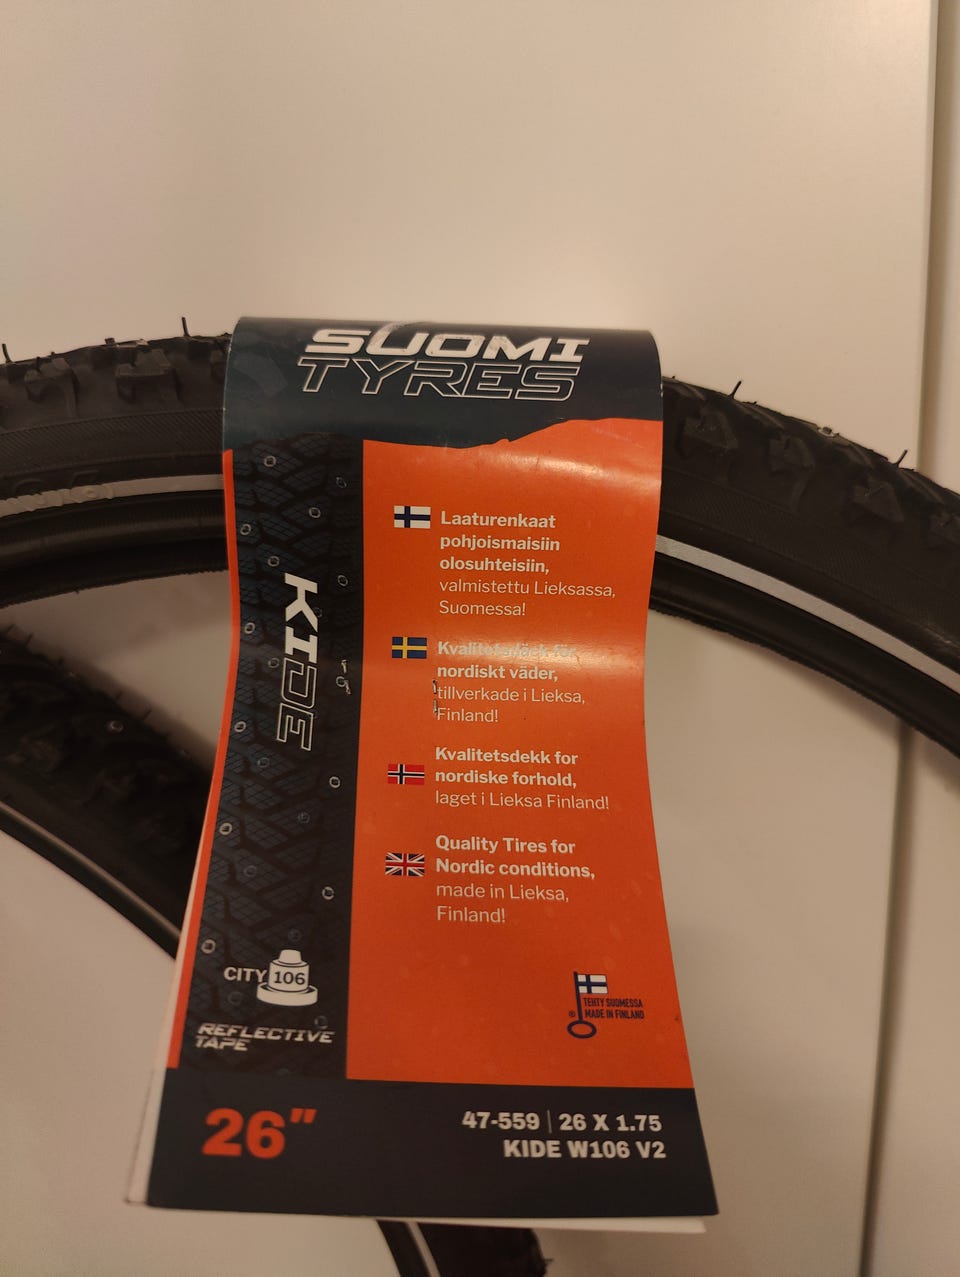 SUOMI
TYRES
KIDE
Laaturenkaat
pohjoismaisiin
olosuhteisiin,
valmistettu Lieksassa,
Suomessa!
Kvalitetsdäck för
nordiskt väder,
tillverkade i Lieksa,
Finland!
Kvalitetsdekk for
nordiske forhold,
laget i Lieksa Finland!
Quality Tires for
Nordic conditions,
made in Lieksa,
Finland!
CITY 106
REFLECTIVE
TAPE
TEHTY SUOMESSA
® MADE IN FINLAND
26"
47-559 | 26 X 1.75
KIDE W106 V2